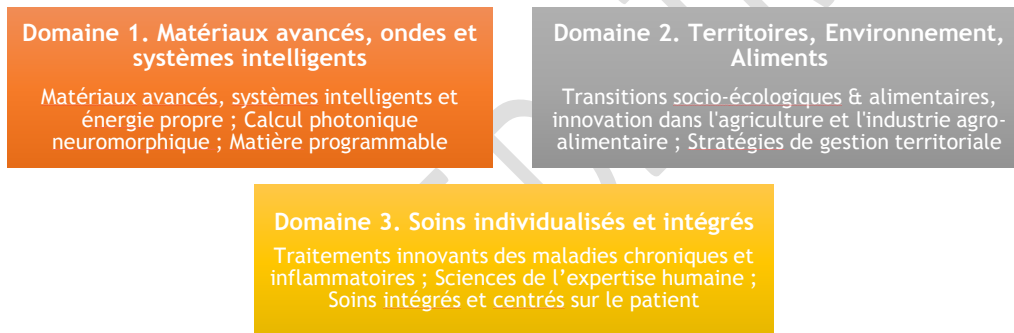 Domaine 1. Matériaux avancés, ondes et
systèmes intelligents
Matériaux avancés, systèmes intelligents et
énergie propre ; Calcul photonique
neuromorphique ; Matière programmable
Domaine 2. Territoires, Environnement,
Aliments
Transitions socio-écologiques & alimentaires,
innovation dans l'agriculture et l'industrie agro-
alimentaire ; Stratégies de gestion territoriale
Domaine 3. Soins individualisés et intégrés
Traitements innovants des maladies chroniques et
inflammatoires ; Sciences de l’expertise humaine ;
Soins intégrés et centrés sur le patient